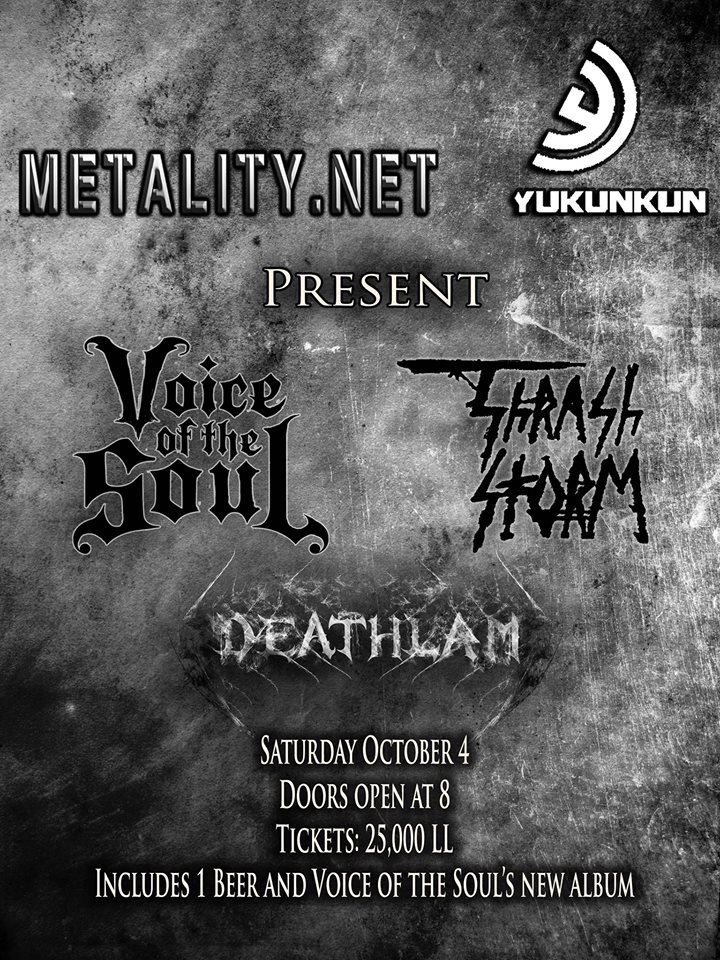 METALITY.NET
YUKUNKUN
PRESENT
Voice
of the
Soul
THRASH
STORM
DEATHLAM
SATURDAY OCTOBER 4
DOORS OPEN AT 8
TICKETS: 25,000 LL
INCLUDES 1 BEER AND VOICE OF THE SOUL'S NEW ALBUM